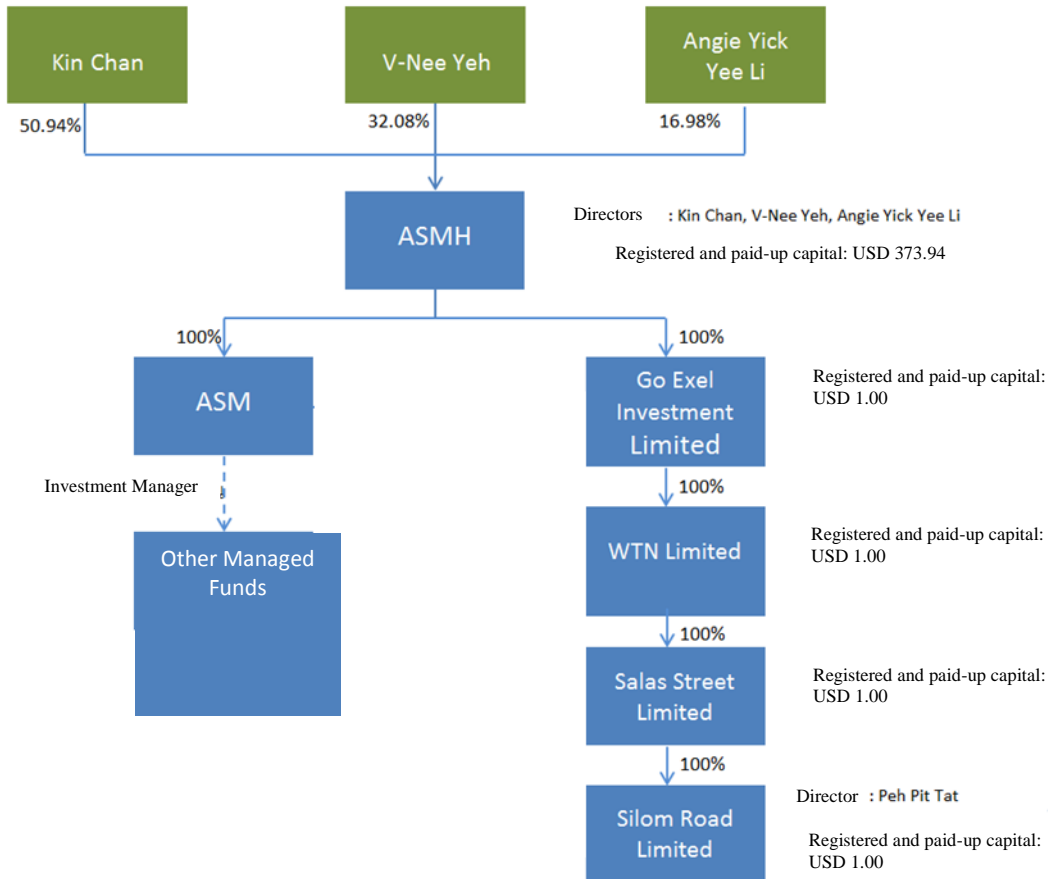 Kin Chan
V-Nee Yeh
Angie Yick
Yee Li
50.94%
32.08%
16.98%
ASMH
Directors : Kin Chan, V-Nee Yeh, Angie Yick Yee Li
Registered and paid-up capital: USD 373.94
100%
100%
ASM
Go Exel
Investment
Limited
Registered and paid-up capital:
USD 1.00
Investment Manager
100%
Other Managed
Funds
WTN Limited
Registered and paid-up capital:
USD 1.00
100%
Salas Street
Limited
Registered and paid-up capital:
USD 1.00
100%
Silom Road
Limited
Director : Peh Pit Tat
Registered and paid-up capital:
USD 1.00